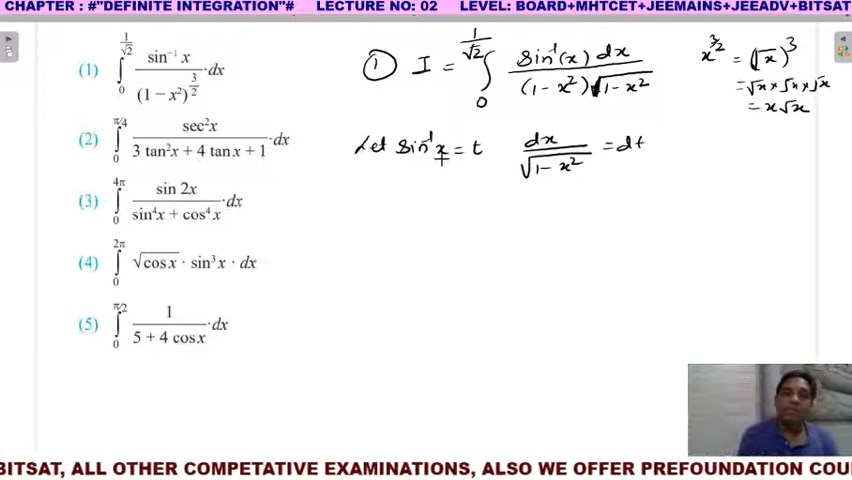 CHAPTER : #"DEFINITE INTEGRATION"# LECTURE NO: 02 LEVEL: BOARD+MHTCET+JEEMAINS+JEEADV+BITSAT
(1) ∫₀^{1/√2} sin⁻¹ x / (1 − x²)^{3/2} · dx
(2) ∫₀^{π/4} sec²x / (3 tan²x + 4 tan x + 1) · dx
(3) ∫₀^{4π} sin 2x / (sin⁴x + cos⁴x) · dx
(4) ∫₀^{2π} √cos x · sin³x · dx
(5) ∫₀^{π/2} 1 / (5 + 4 cos x) · dx
① I = ∫₀^{1/√2} sin⁻¹(x) dx / (1 − x²)√1 − x²
x^{3/2} = (√x)³
= √x × √x × √x
= x √x
Let sin⁻¹x = t dx / √1 − x² = dt
BITSAT, ALL OTHER COMPETATIVE EXAMINATIONS, ALSO WE OFFER PREFOUNDATION COU